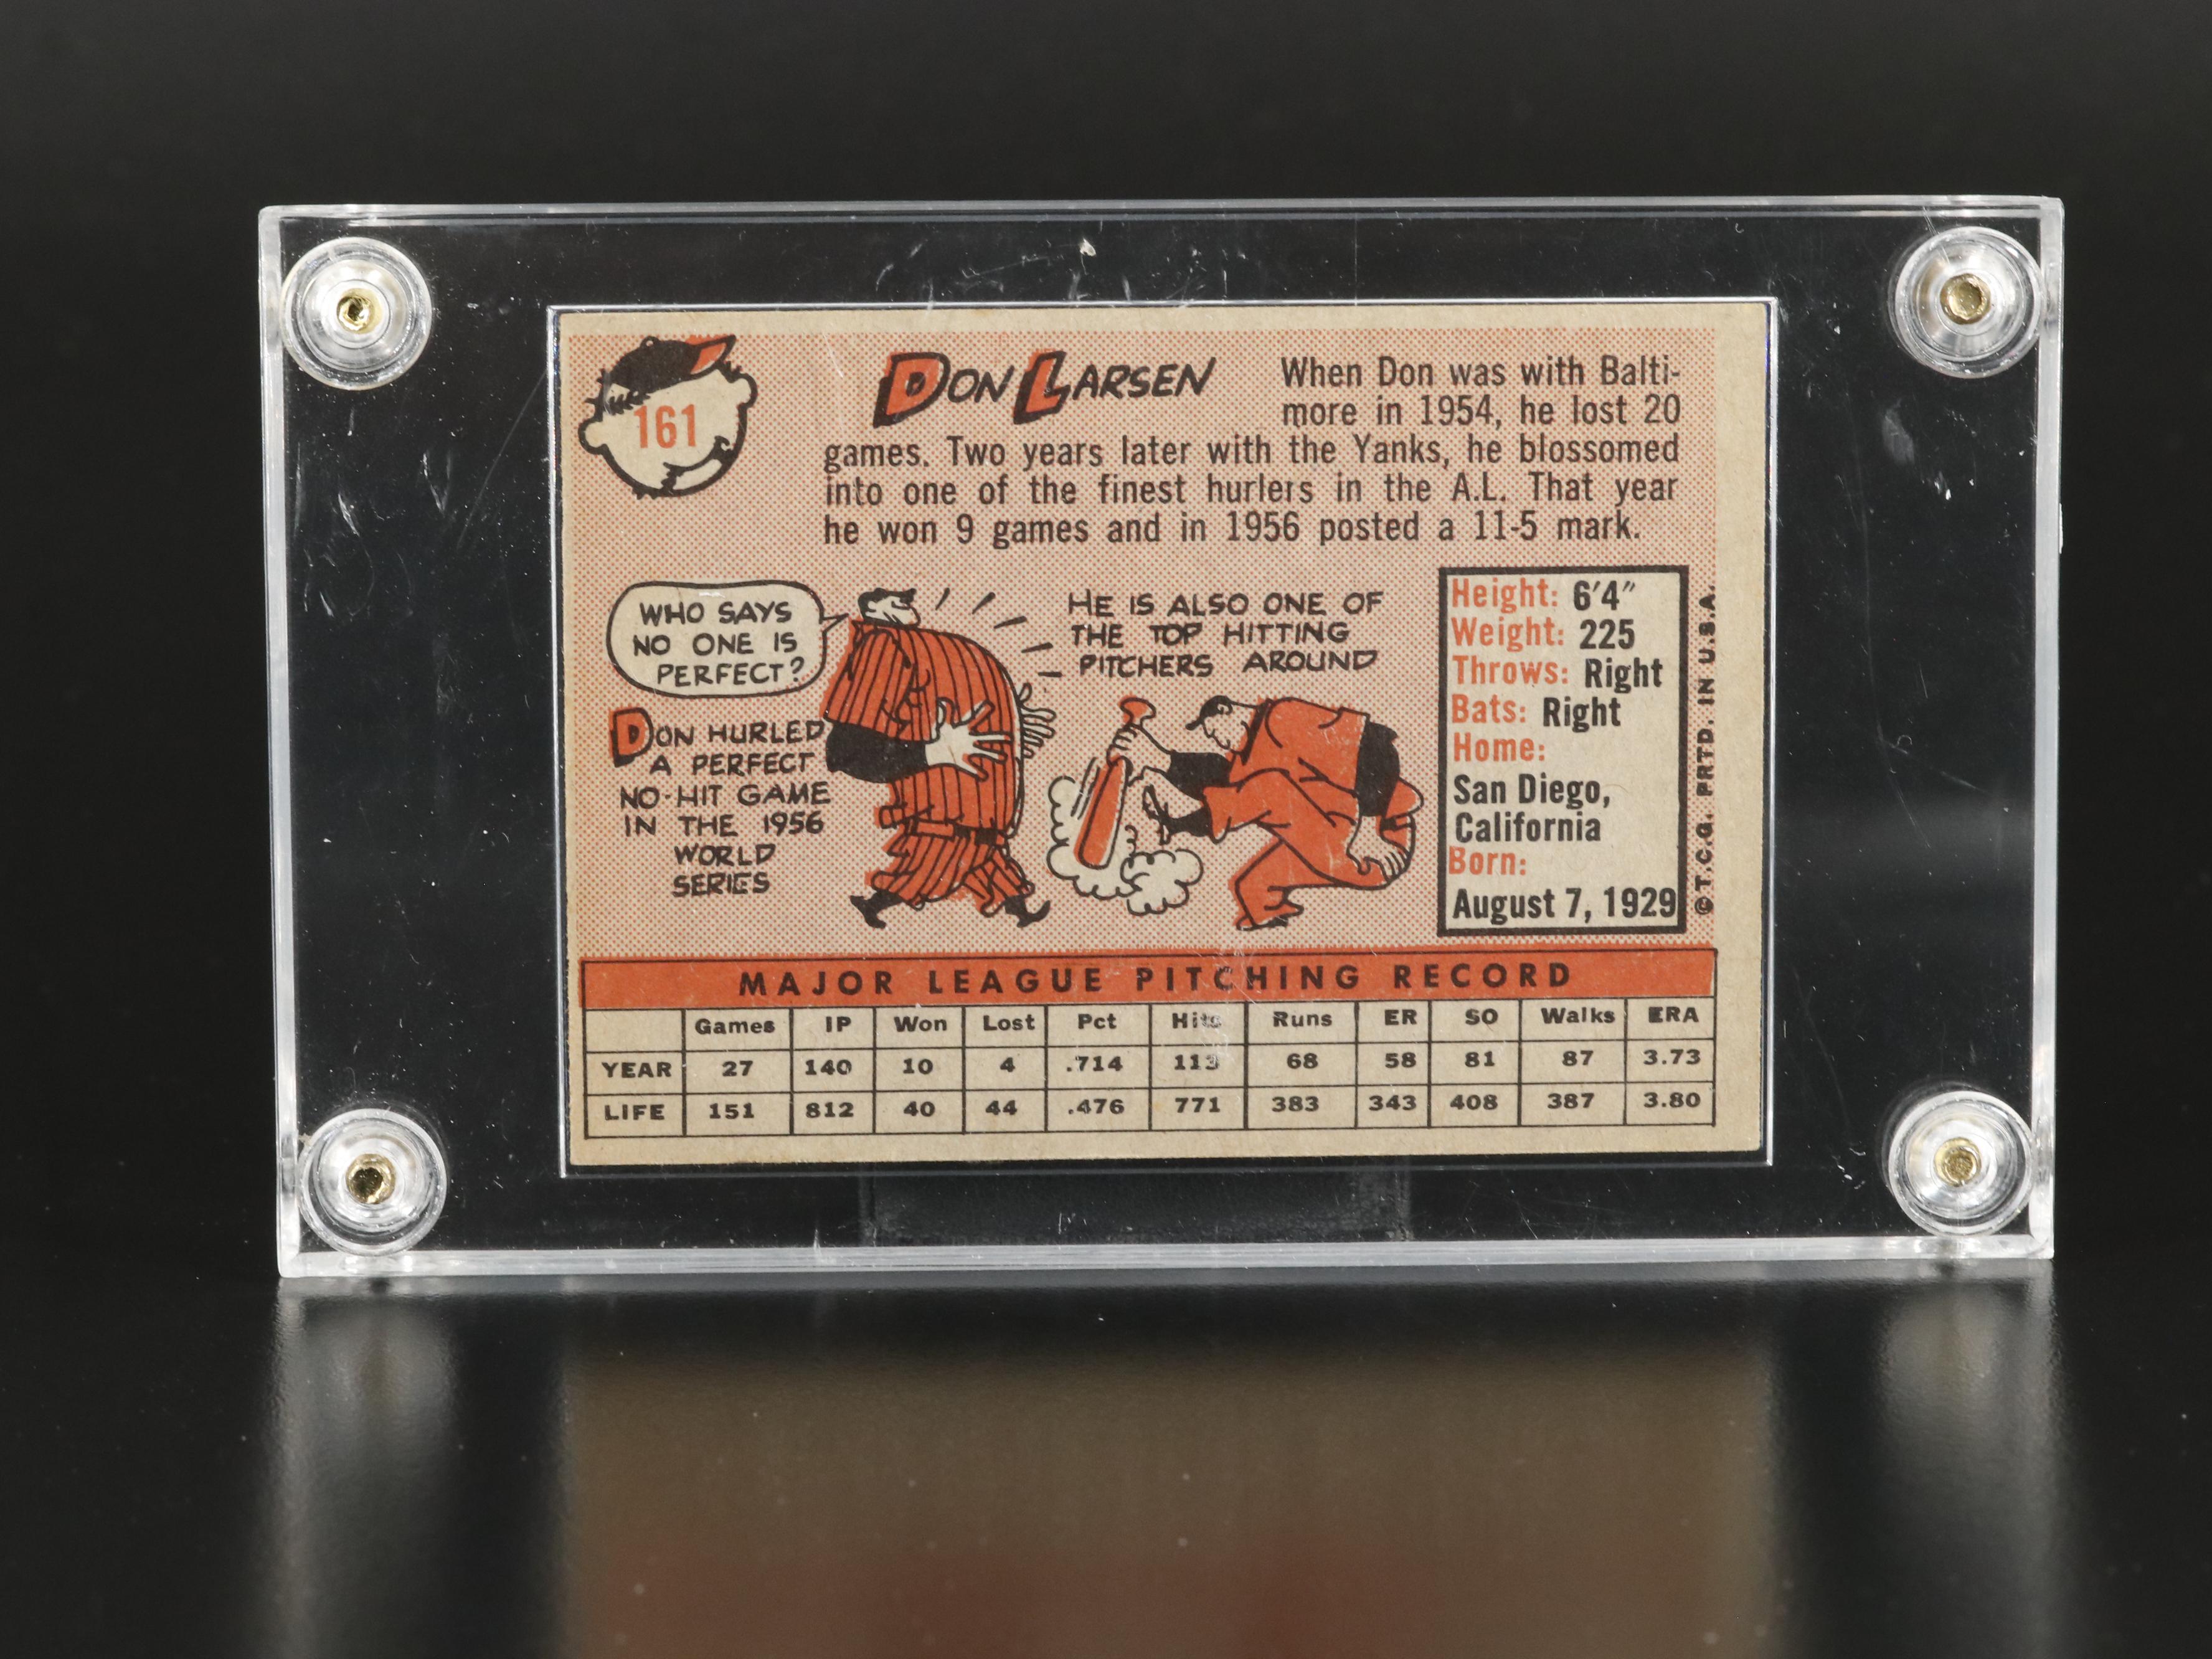 161
DON LARSEN
When Don was with Balti-
more in 1954, he lost 20
games. Two years later with the Yanks, he blossomed
into one of the finest hurlers in the A.L. That year
he won 9 games and in 1956 posted a 11-5 mark.
WHO SAYS
NO ONE IS
PERFECT?
DON HURLED
A PERFECT
NO-HIT GAME
IN THE 1956
WORLD
SERIES
HE IS ALSO ONE OF
THE TOP HITTING
PITCHERS AROUND
Height: 6'4"
Weight: 225
Throws: Right
Bats: Right
Home:
San Diego,
California
Born:
August 7, 1929
©T.C.G. PRTD. IN U.S.A.
MAJOR LEAGUE PITCHING RECORD
Games IP Won Lost Pct Hits Runs ER SO Walks ERA
YEAR 27 140 10 4 .714 113 68 58 81 87 3.73
LIFE 151 812 40 44 .476 771 383 343 408 387 3.80